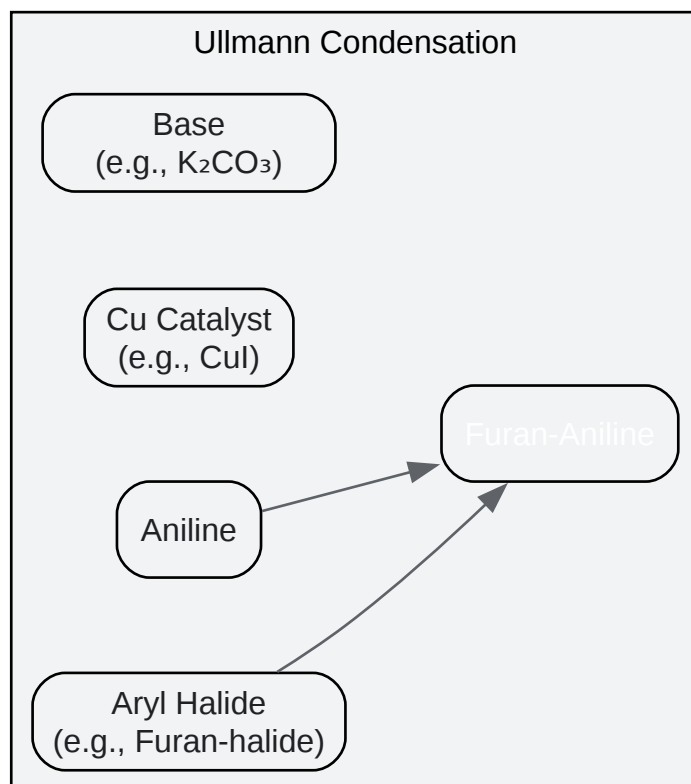 Ullmann Condensation
Base
(e.g., K₂CO₃)
Cu Catalyst
(e.g., CuI)
Furan-Aniline
Aniline
Aryl Halide
(e.g., Furan-halide)